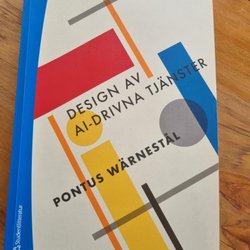 DESIGN AV
AI-DRIVNA TJÄNSTER
PONTUS WÄRNESTÅL
Studentlitteratur